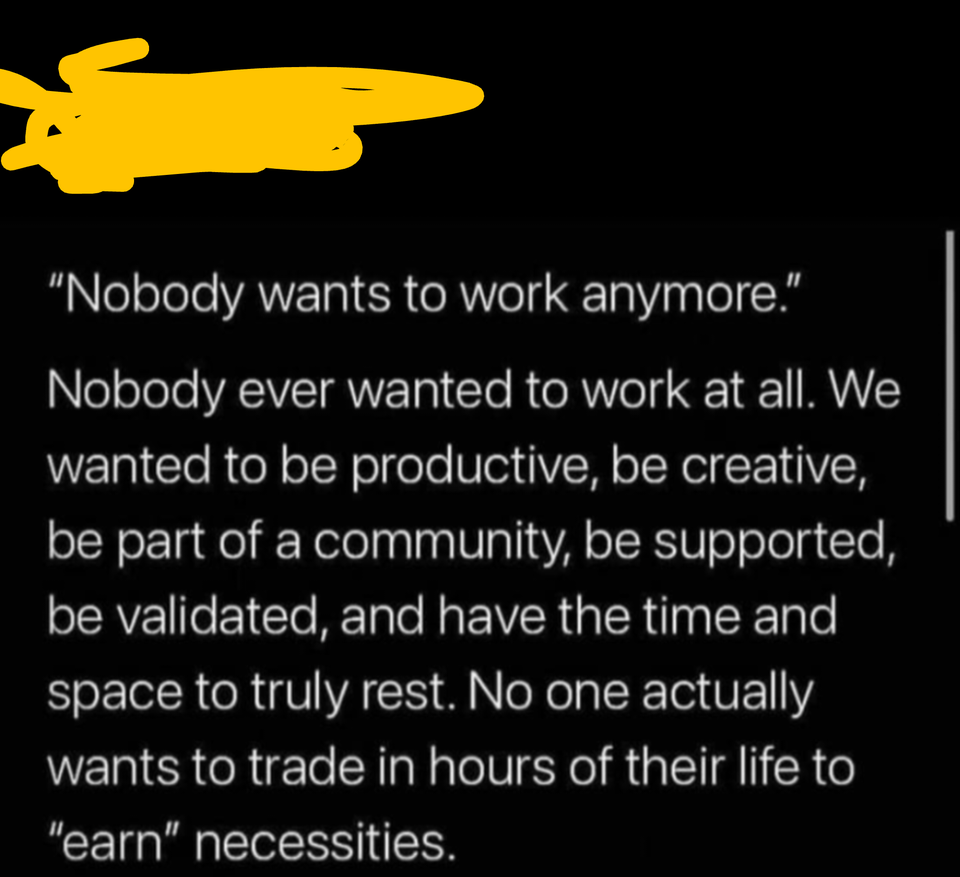 “Nobody wants to work anymore.”
Nobody ever wanted to work at all. We
wanted to be productive, be creative,
be part of a community, be supported,
be validated, and have the time and
space to truly rest. No one actually
wants to trade in hours of their life to
“earn” necessities.